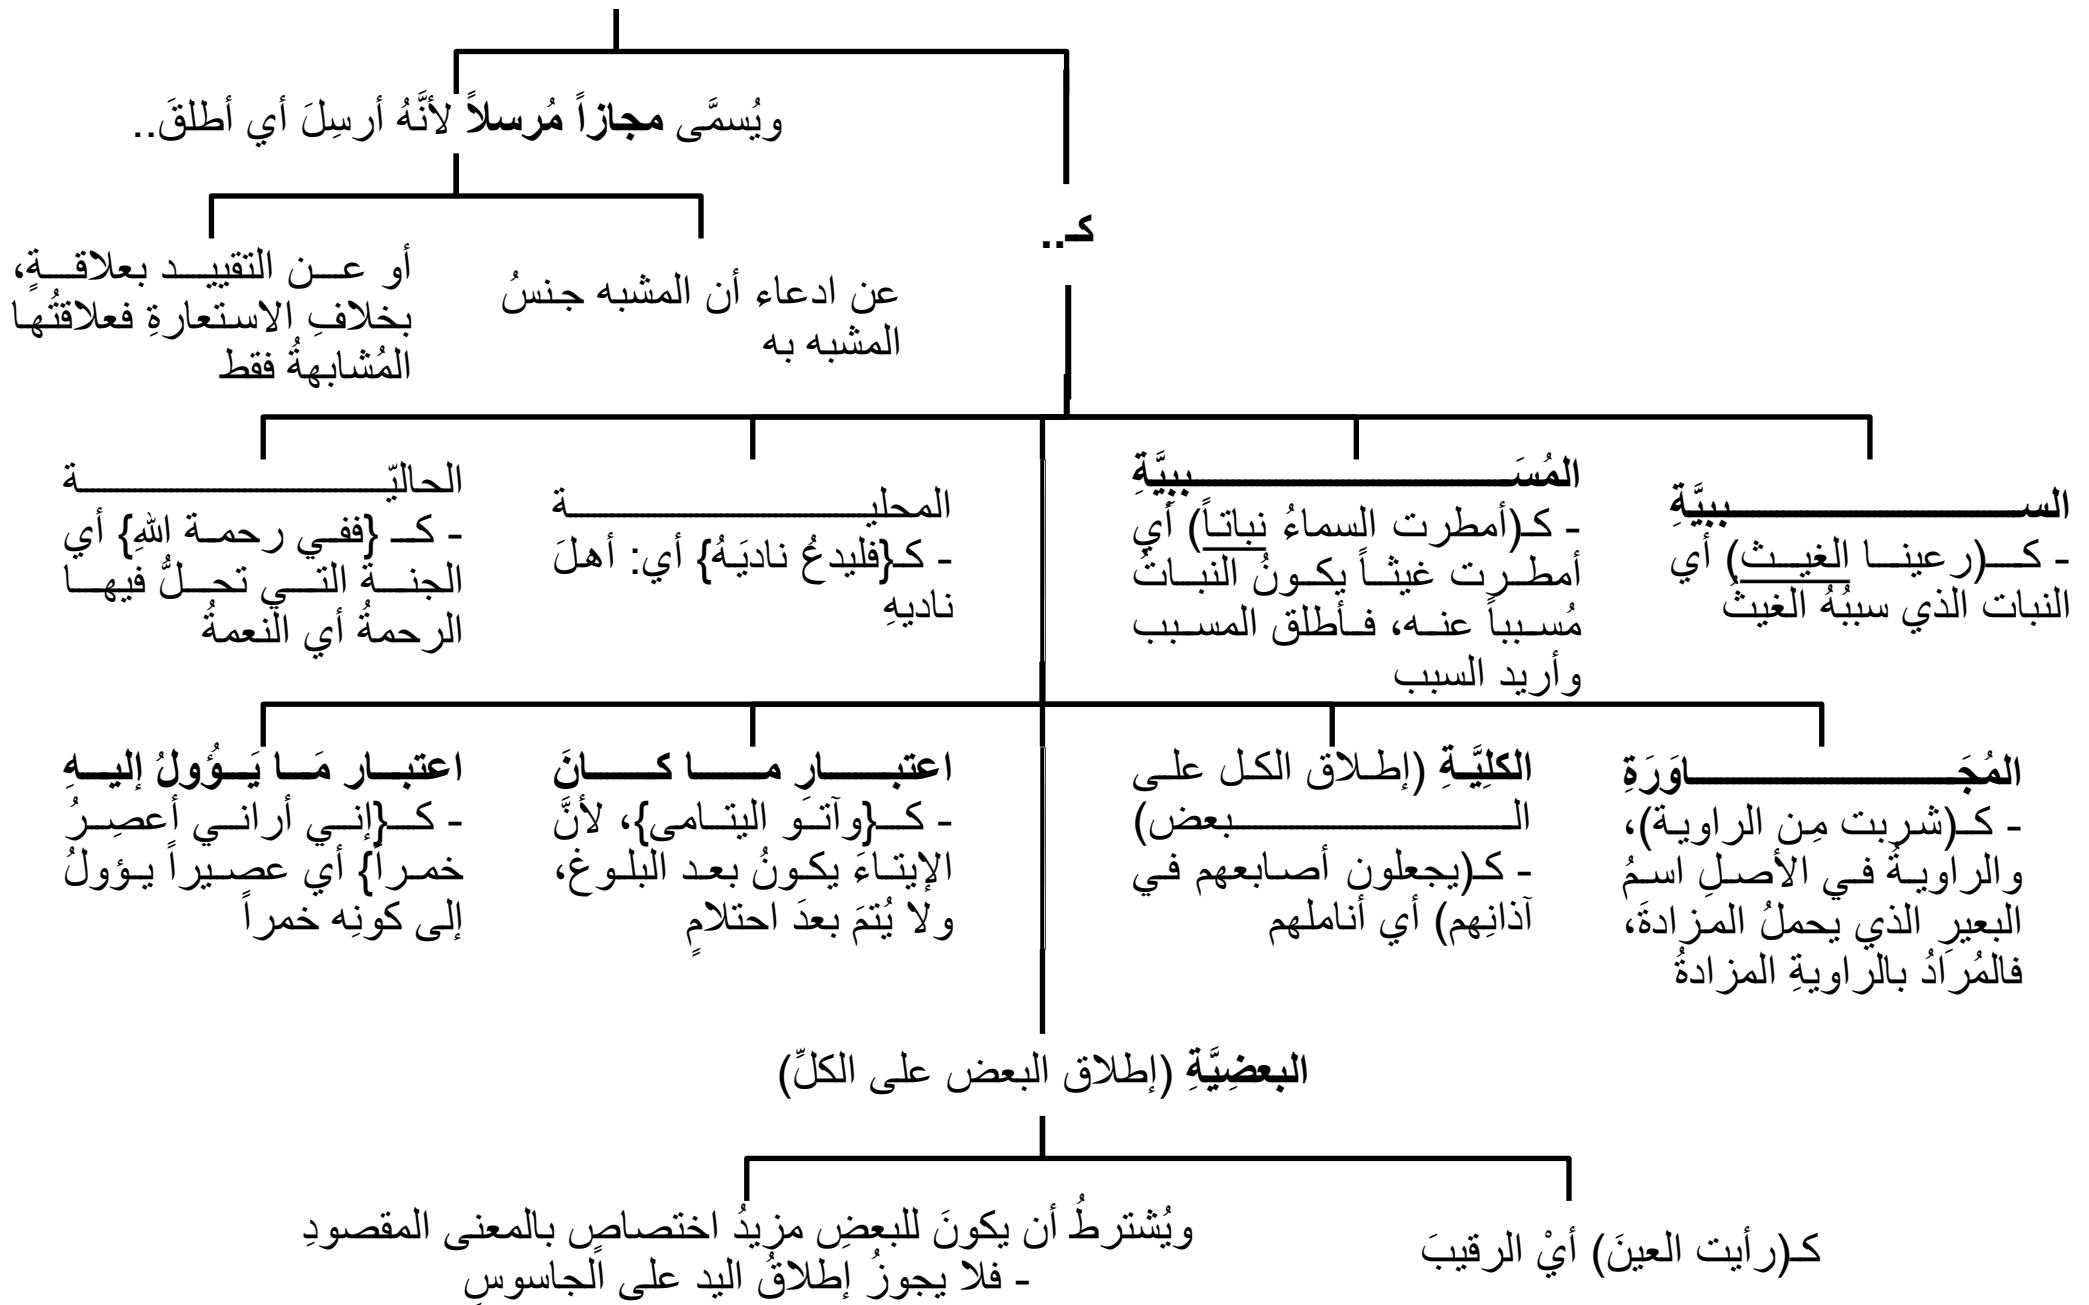 ويُسمَّى مجازاً مُرسلاً لأنَّهُ أرسِلَ أي أطلقَ..
كـ..
عن ادعاء أن المشبه جنسُ
المشبه به
أو عن التقييد بعلاقةٍ،
بخلافِ الاستعارةِ فعلاقتُها
المُشابهةُ فقط
السببيَّةِ
- كـ(رعينا الغيث) أي
النبات الذي سببُهُ الغيثُ
المُسَببيَّةِ
- كـ(أمطرت السماءُ نباتاً) أي
أمطرت غيثاً يكونُ النباتُ
مُسبباً عنه، فأطلق المسبب
وأريد السبب
المحلية
- كـ{فليدعُ ناديَهُ} أي: أهلَ
ناديهِ
الحاليّة
- كـ {ففي رحمة اللهِ} أي
الجنة التي تحلُّ فيها
الرحمةُ أي النعمةُ
المُجَاوَرَةِ
- كـ(شربت مِن الراوية)،
والراويةُ في الأصلِ اسمُ
البعيرِ الذي يحملُ المزادةَ،
فالمُرادُ بالراويةِ المزادةُ
الكليَّةِ (إطلاق الكل على
البعض)
- كـ(يجعلون أصابعهم في
آذانِهم) أي أناملهم
اعتبارِ ما كانَ
- كـ{وآتوَ اليتامى}، لأنَّ
الإيتاءَ يكونُ بعد البلوغ،
ولا يُتمَ بعدَ احتلامٍ
اعتبار مَا يَؤُولُ إليهِ
- كـ{إني أراني أعصِرُ
خمراً} أي عصيراً يؤولُ
إلى كونِه خمراً
البعضِيَّةِ (إطلاق البعض على الكلِّ)
كـ(رأيت العينَ) أيْ الرقيبَ
ويُشترطُ أن يكونَ للبعضِ مزيدُ اختصاصٍ بالمعنى المقصودِ
- فلا يجوزُ إطلاقُ اليد على الجاسوسِ